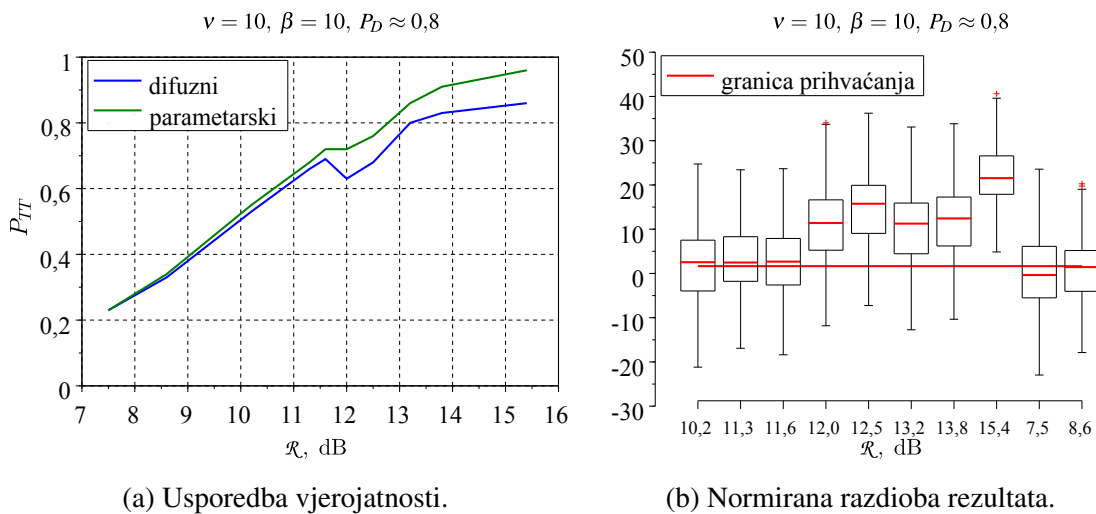 ν = 10, β = 10, P_D ≈ 0,8
1
0,8
0,6
0,4
0,2
0
P_TT
difuzni
parametarski
7 8 9 10 11 12 13 14 15 16
ℛ, dB
(a) Usporedba vjerojatnosti.
ν = 10, β = 10, P_D ≈ 0,8
50
40
30
20
10
0
-10
-20
-30
granica prihvaćanja
10,2 11,3 11,6 12,0 12,5 13,2 13,8 15,4 7,5 8,6
ℛ, dB
(b) Normirana razdioba rezultata.